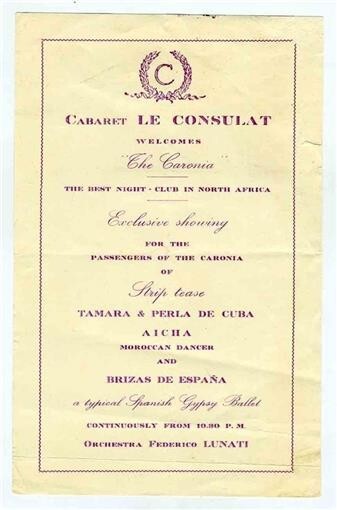 C
CABARET LE CONSULAT
WELCOMES
"The Caronia"
THE BEST NIGHT - CLUB IN NORTH AFRICA
Exclusive showing
FOR THE
PASSENGERS OF THE CARONIA
OF
Strip tease
TAMARA & PERLA DE CUBA
AICHA
MOROCCAN DANCER
AND
BRIZAS DE ESPAÑA
a typical Spanish Gypsy Ballet
CONTINUOUSLY FROM 10.30 P. M.
ORCHESTRA FEDERICO LUNATI